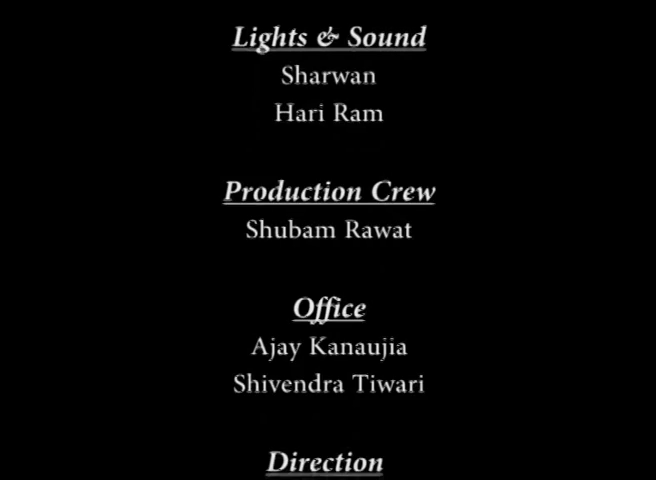 Lights & Sound
Sharwan
Hari Ram
Production Crew
Shubam Rawat
Office
Ajay Kanaujia
Shivendra Tiwari
Direction